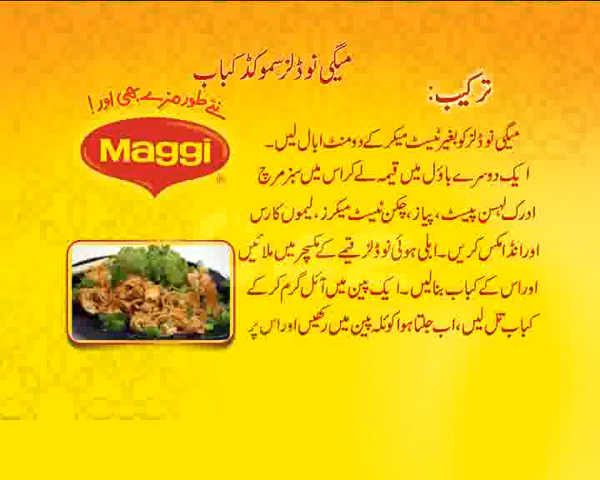 میگی نوڈلز سموکڈ کباب
ترکیب:
نئے طور مزے بھی اور!
Maggi
میگی نوڈلز کو بغیر ٹیسٹ میکر کے دو منٹ ابال لیں۔
ایک دوسرے باؤل میں قیمہ لے کر اس میں سبز مرچ
ادرک لہسن پیسٹ، پیاز، چکن ٹیسٹ میکرز، لیموں کا رس
اور انڈا مکس کریں۔ ابلی ہوئی نوڈلز قیمے کے مکسچر میں ملائیں
اور اس کے کباب بنا لیں۔ ایک پین میں آئل گرم کر کے
کباب تل لیں، اب جلتا ہوا کوئلہ پین میں رکھیں اور اس پر